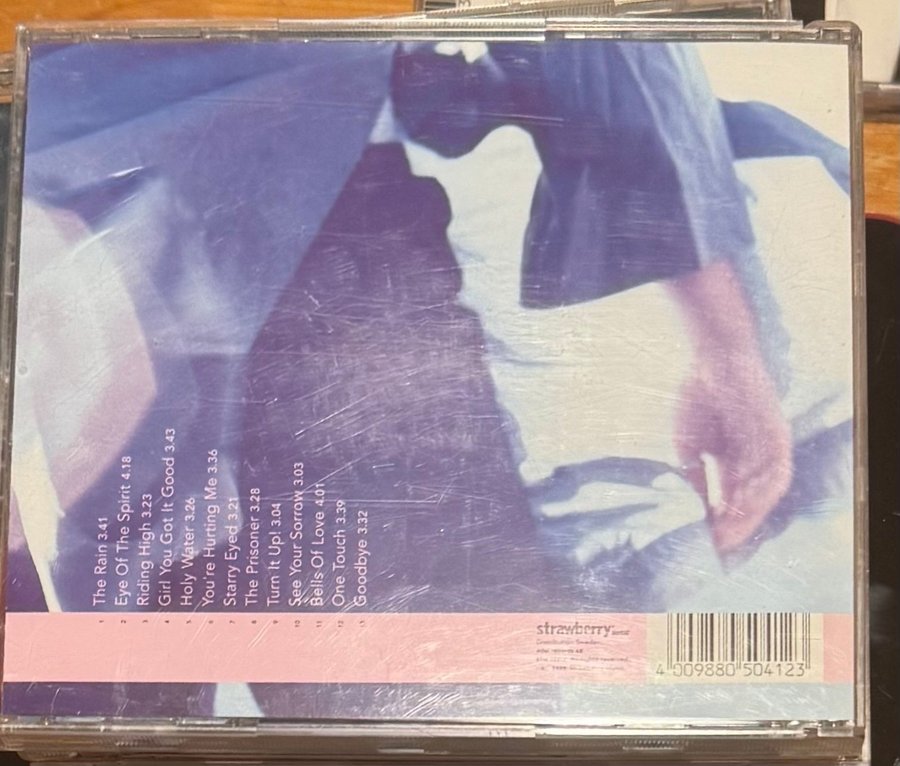 1 The Rain 3.41
2 Eye Of The Spirit 4.18
3 Riding High 3.23
4 Girl You Got It Good 3.43
5 Holy Water 3.26
6 You're Hurting Me 3.36
7 Starry Eyed 3.21
8 The Prisoner 3.28
9 Turn It Up! 3.04
10 See Your Sorrow 3.03
11 Bells Of Love 4.01
12 One Touch 3.39
13 Goodbye 3.32
strawberry
4 009880 504123